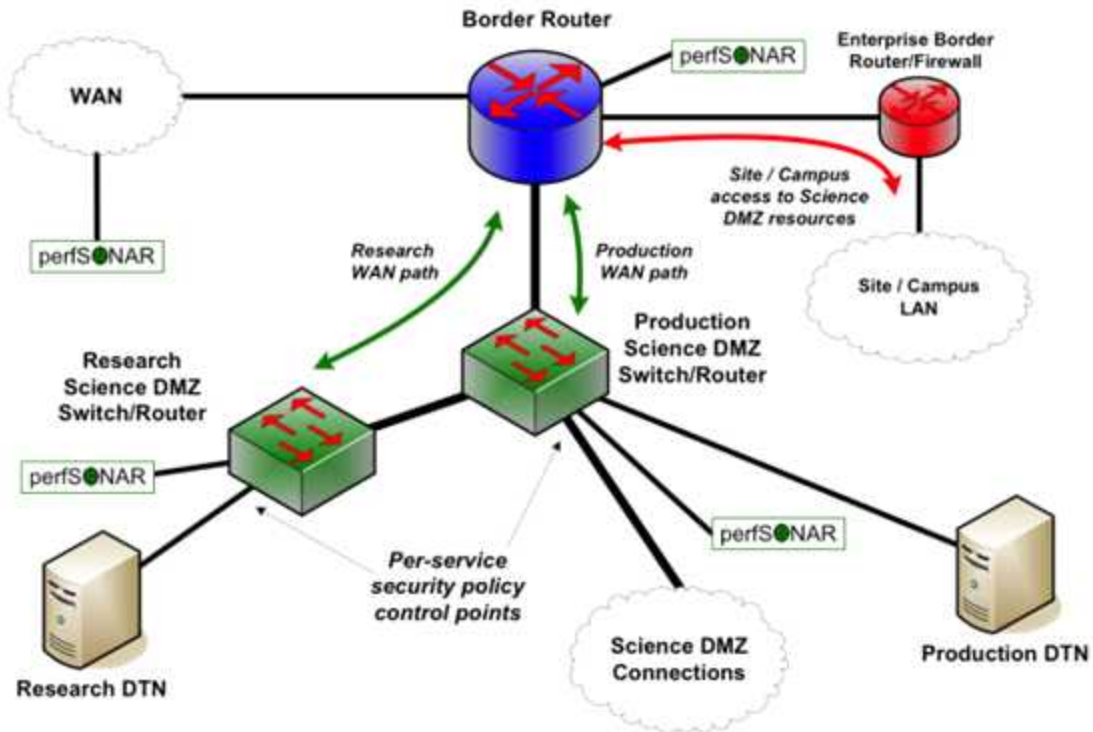 Border Router
perfSONAR
Enterprise Border
Router/Firewall
WAN
Site / Campus
access to Science
DMZ resources
perfSONAR
Research
WAN path
Production
WAN path
Site / Campus
LAN
Production
Science DMZ
Switch/Router
Research
Science DMZ
Switch/Router
perfSONAR
perfSONAR
Per-service
security policy
control points
Science DMZ
Connections
Production DTN
Research DTN